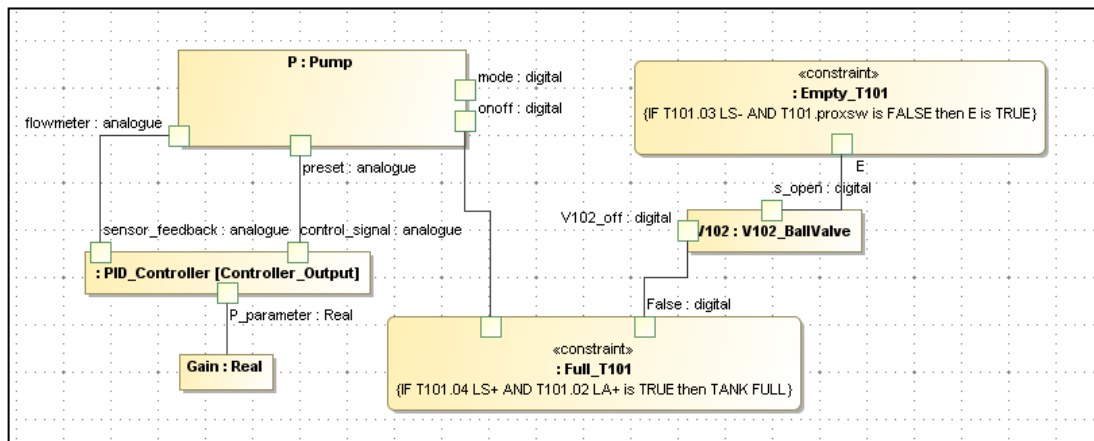 P : Pump
mode : digital
onoff : digital
flowmeter : analogue
preset : analogue
«constraint»
: Empty_T101
{IF T101.03 LS- AND T101.proxsw is FALSE then E is TRUE}
E
s_open : digital
V102_off : digital
V102 : V102_BallValve
sensor_feedback : analogue
control_signal : analogue
: PID_Controller [Controller_Output]
P_parameter : Real
Gain : Real
False : digital
«constraint»
: Full_T101
{IF T101.04 LS+ AND T101.02 LA+ is TRUE then TANK FULL}